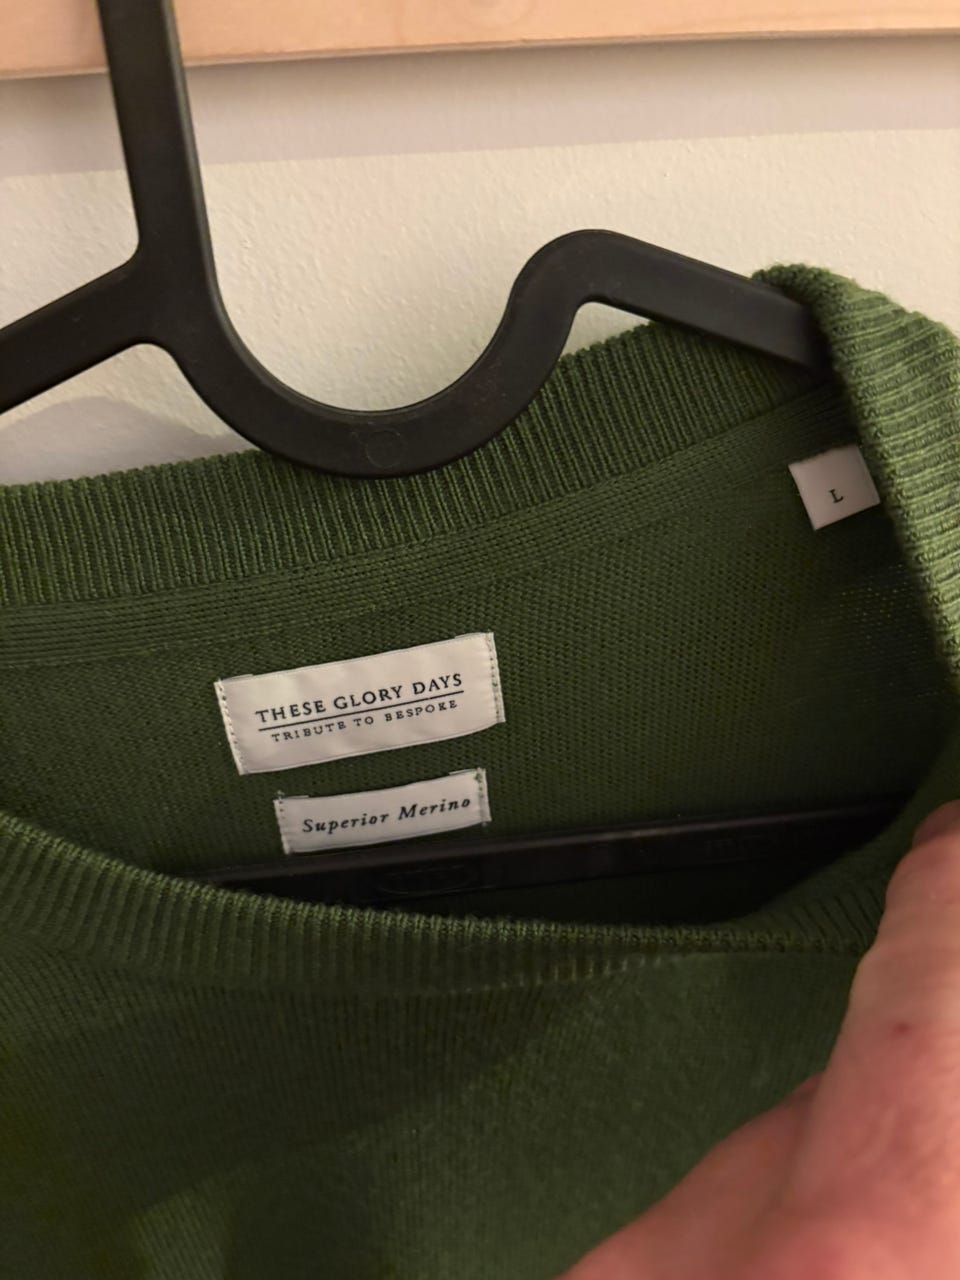 L
THESE GLORY DAYS
TRIBUTE TO BESPOKE
Superior Merino